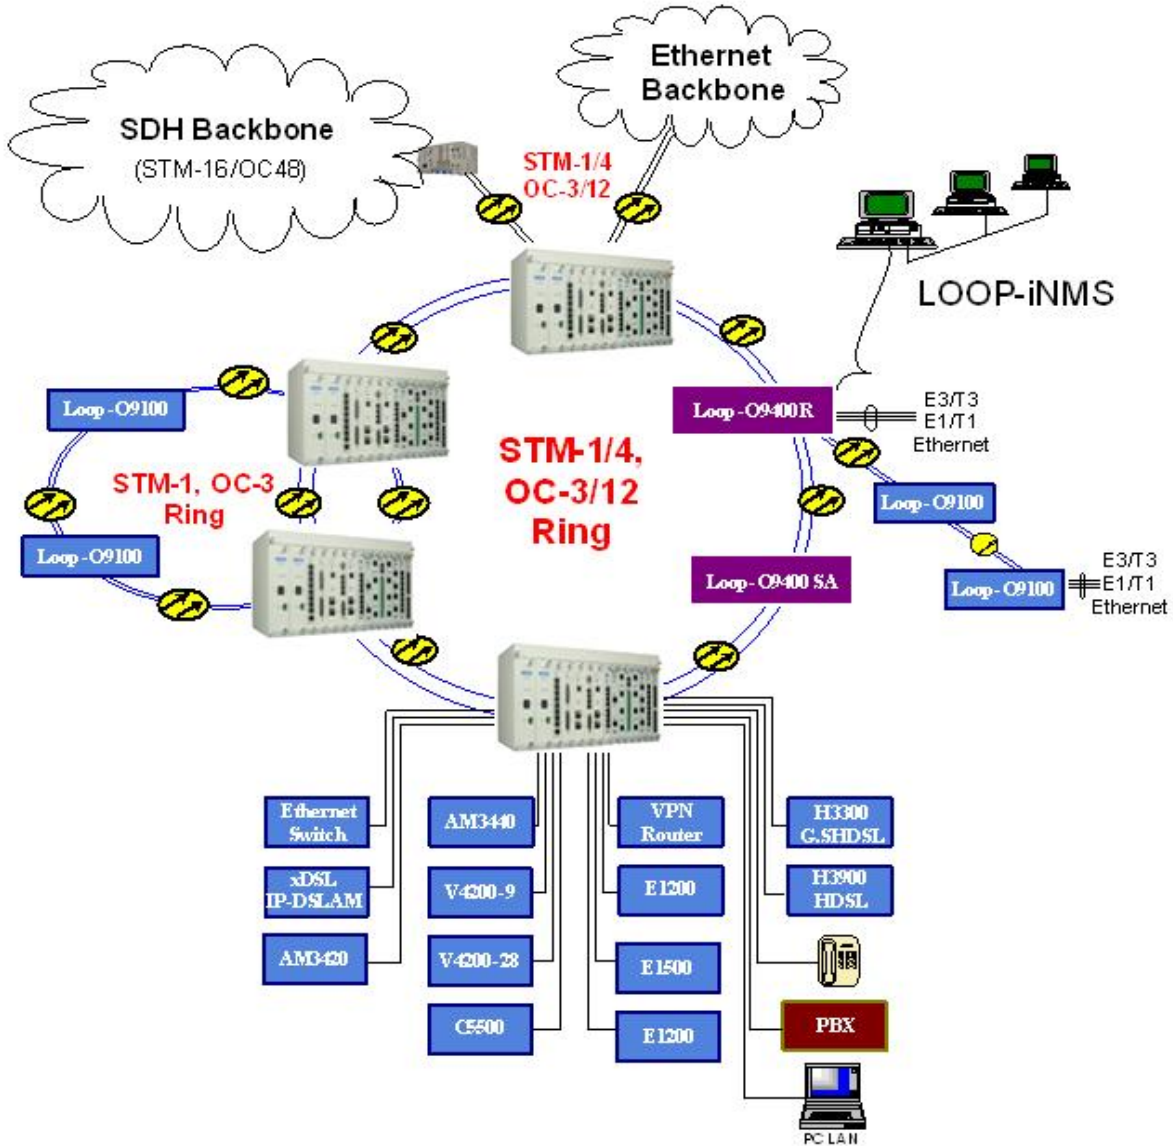 Ethernet
Backbone
SDH Backbone
(STM-16/OC48)
STM-1/4
OC-3/12
LOOP-iNMS
Loop-O9100
Loop-O9400R
E3/T3
E1/T1
Ethernet
STM-1, OC-3
Ring
STM-1/4,
OC-3/12
Ring
Loop-O9100
Loop-O9100
Loop-O9400 SA
Loop-O9100
E3/T3
E1/T1
Ethernet
Ethernet
Switch
AM3440
VPN
Router
H3300
G.SHDSL
xDSL
IP-DSLAM
V4200-9
E1200
H3900
HDSL
AM3420
V4200-28
E1500
C5500
E1200
PBX
PC LAN